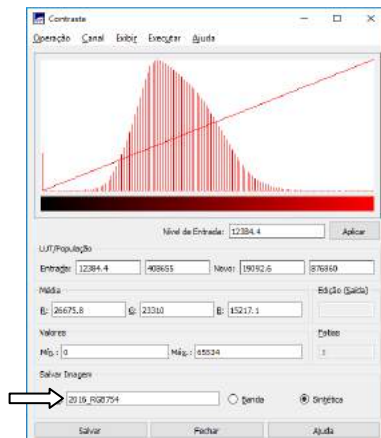 Contraste
Operação Canal Exibir Executar Ajuda
Nível de Entrada: 12384.4 Aplicar
LUT/População
Entrada: 12384.4 408655 Novo: 19092.6 876860
Média Edição (Saída)
R: 26675.8 G: 23310 B: 15217.1
Valores Fatias
Mín.: 0 Máx.: 65534
Salvar Imagem
2016_RGB754 Banda Sintética
Salvar Fechar Ajuda